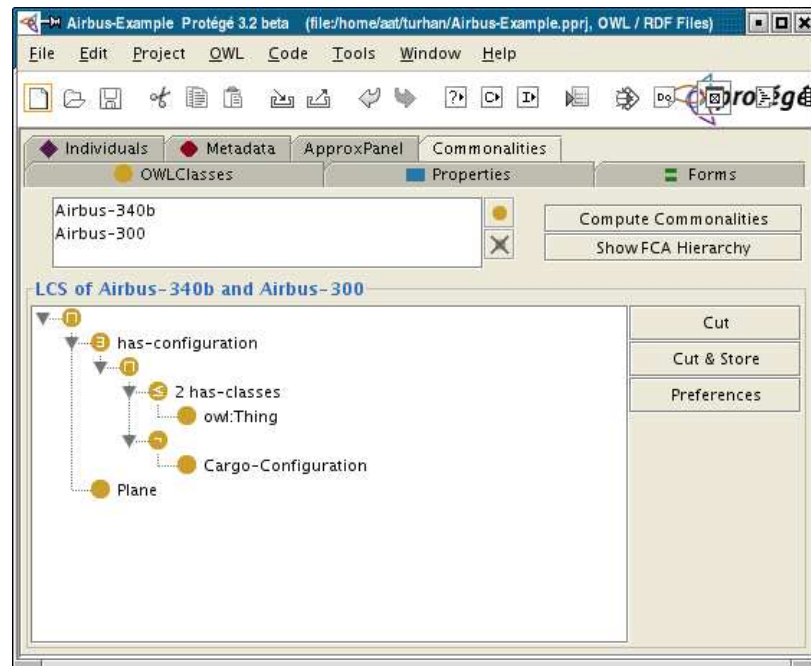 Airbus-Example Protégé 3.2 beta (file:/home/aat/turhan/Airbus-Example.pprj, OWL / RDF Files)
File Edit Project OWL Code Tools Window Help
protégé
Individuals Metadata ApproxPanel Commonalities
OWLClasses Properties Forms
Airbus-340b
Airbus-300
Compute Commonalities
Show FCA Hierarchy
LCS of Airbus-340b and Airbus-300
⊓
∃ has-configuration
⊓
≤ 2 has-classes
owl:Thing
¬
Cargo-Configuration
Plane
Cut
Cut & Store
Preferences